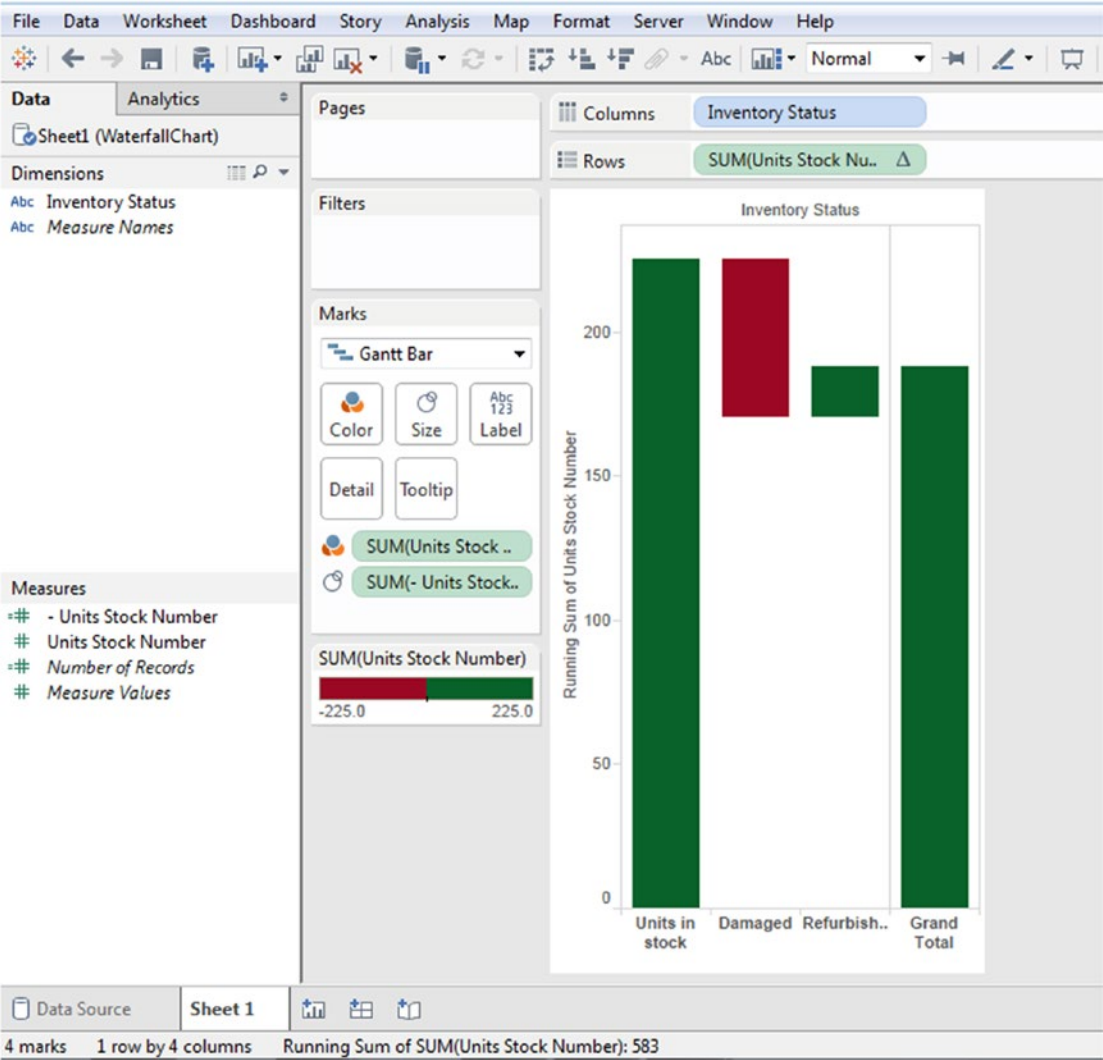 File Data Worksheet Dashboard Story Analysis Map Format Server Window Help
Abc Normal
Data Analytics
Sheet1 (WaterfallChart)
Dimensions
Abc Inventory Status
Abc Measure Names
Measures
- Units Stock Number
Units Stock Number
Number of Records
Measure Values
Pages
Filters
Marks
Gantt Bar
Color
Size
Abc
123
Label
Detail
Tooltip
SUM(Units Stock ..
SUM(- Units Stock..
SUM(Units Stock Number)
-225.0 225.0
Columns Inventory Status
Rows SUM(Units Stock Nu.. Δ
Inventory Status
Running Sum of Units Stock Number
200
150
100
50
0
Units in
stock
Damaged
Refurbish..
Grand
Total
Data Source Sheet 1
4 marks 1 row by 4 columns Running Sum of SUM(Units Stock Number): 583